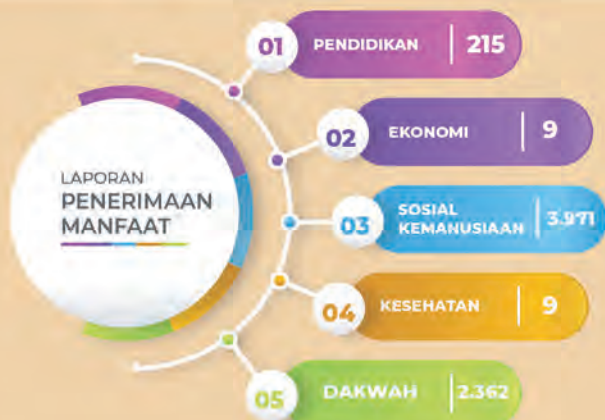 LAPORAN
PENERIMAAN
MANFAAT
01 PENDIDIKAN 215
02 EKONOMI 9
03 SOSIAL
KEMANUSIAAN 3.971
04 KESEHATAN 9
05 DAKWAH 2.362